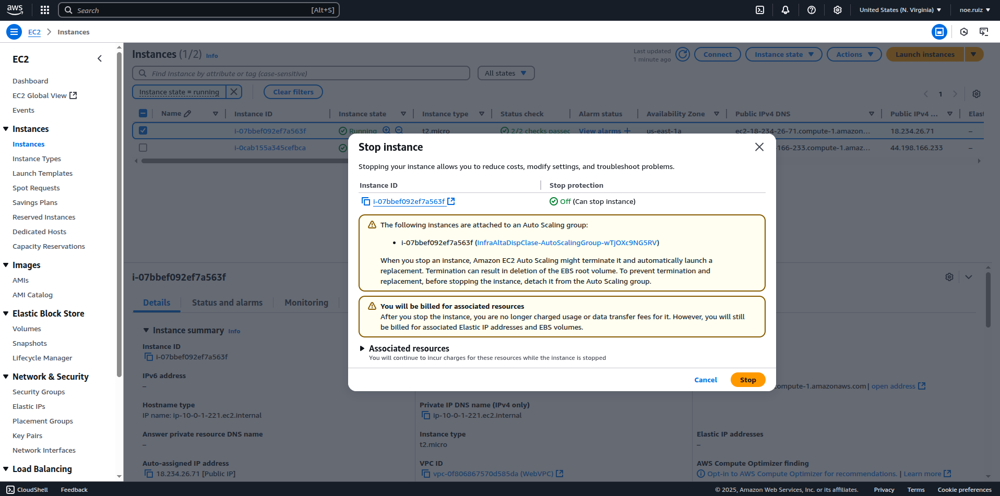 aws
Search
[Alt+S]
United States (N. Virginia)
noe.ruiz
EC2
Instances
EC2
Dashboard
EC2 Global View
Events
Instances
Instances
Instance Types
Launch Templates
Spot Requests
Savings Plans
Reserved Instances
Dedicated Hosts
Capacity Reservations
Images
AMIs
AMI Catalog
Elastic Block Store
Volumes
Snapshots
Lifecycle Manager
Network & Security
Security Groups
Elastic IPs
Placement Groups
Key Pairs
Network Interfaces
Load Balancing
Instances (1/2) Info
Last updated
1 minute ago
Connect
Instance state
Actions
Launch instances
Find Instance by attribute or tag (case-sensitive)
All states
Instance state = running
Clear filters
1
Name
Instance ID
Instance state
Instance type
Status check
Alarm status
Availability Zone
Public IPv4 DNS
Public IPv4 ...
Elast
i-07bbef092ef7a563f
Running
t2.micro
2/2 checks passec
View alarms +
us-east-1a
ec2-18-234-26-71.compute-1.amazon...
18.234.26.71
–
i-0cab155a345cefbca
-166-233.compute-1.amaz...
44.198.166.233
–
Stop instance
Stopping your instance allows you to reduce costs, modify settings, and troubleshoot problems.
Instance ID
Stop protection
i-07bbef092ef7a563f
Off (Can stop instance)
The following instances are attached to an Auto Scaling group:
• i-07bbef092ef7a563f (InfraAltaDispClase-AutoScalingGroup-wTjOXc9NG5RV)
When you stop an instance, Amazon EC2 Auto Scaling might terminate it and automatically launch a
replacement. Termination can result in deletion of the EBS root volume. To prevent termination and
replacement, before stopping the instance, detach it from the Auto Scaling group.
You will be billed for associated resources
After you stop the instance, you are no longer charged usage or data transfer fees for it. However, you will still
be billed for associated Elastic IP addresses and EBS volumes.
Associated resources
You will continue to incur charges for these resources while the instance is stopped
Cancel
Stop
i-07bbef092ef7a563f
Details
Status and alarms
Monitoring
Instance summary Info
Instance ID
i-07bbef092ef7a563f
IPv6 address
–
compute-1.amazonaws.com | open address
Hostname type
IP name: ip-10-0-1-221.ec2.internal
Private IP DNS name (IPv4 only)
ip-10-0-1-221.ec2.internal
Answer private resource DNS name
–
Instance type
t2.micro
Elastic IP addresses
–
Auto-assigned IP address
18.234.26.71 [Public IP]
VPC ID
vpc-0f806867570d585da (WebVPC)
AWS Compute Optimizer finding
Opt-in to AWS Compute Optimizer for recommendations. | Learn more
CloudShell
Feedback
© 2025, Amazon Web Services, Inc. or its affiliates.
Privacy
Terms
Cookie preferences